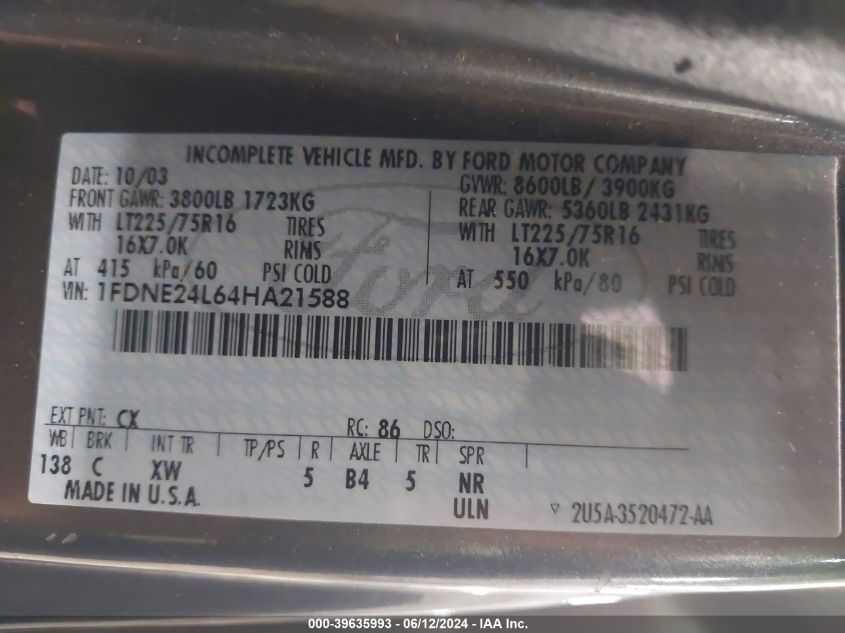 INCOMPLETE VEHICLE MFD. BY FORD MOTOR COMPANY
DATE: 10/03 GVWR: 8600LB/ 3900KG
FRONT GAWR: 3800LB 1723KG REAR GAWR: 5360LB 2431KG
WITH LT225/75R16 TIRES WITH LT225/75R16 TIRES
16X7.0K RIMS 16X7.0K RIMS
AT 415 kPa/60 PSI COLD AT 550 kPa/80 PSI COLD
VIN: 1FDNE24L64HA21588
Ford
EXT PNT: CX RC: 86 DSO:
WB BRK INT TR TP/PS R AXLE TR SPR
138 C XW 5 B4 5 NR
MADE IN U.S.A. ULN
2U5A-3520472-AA
000-39635993 - 06/12/2024 - IAA Inc.